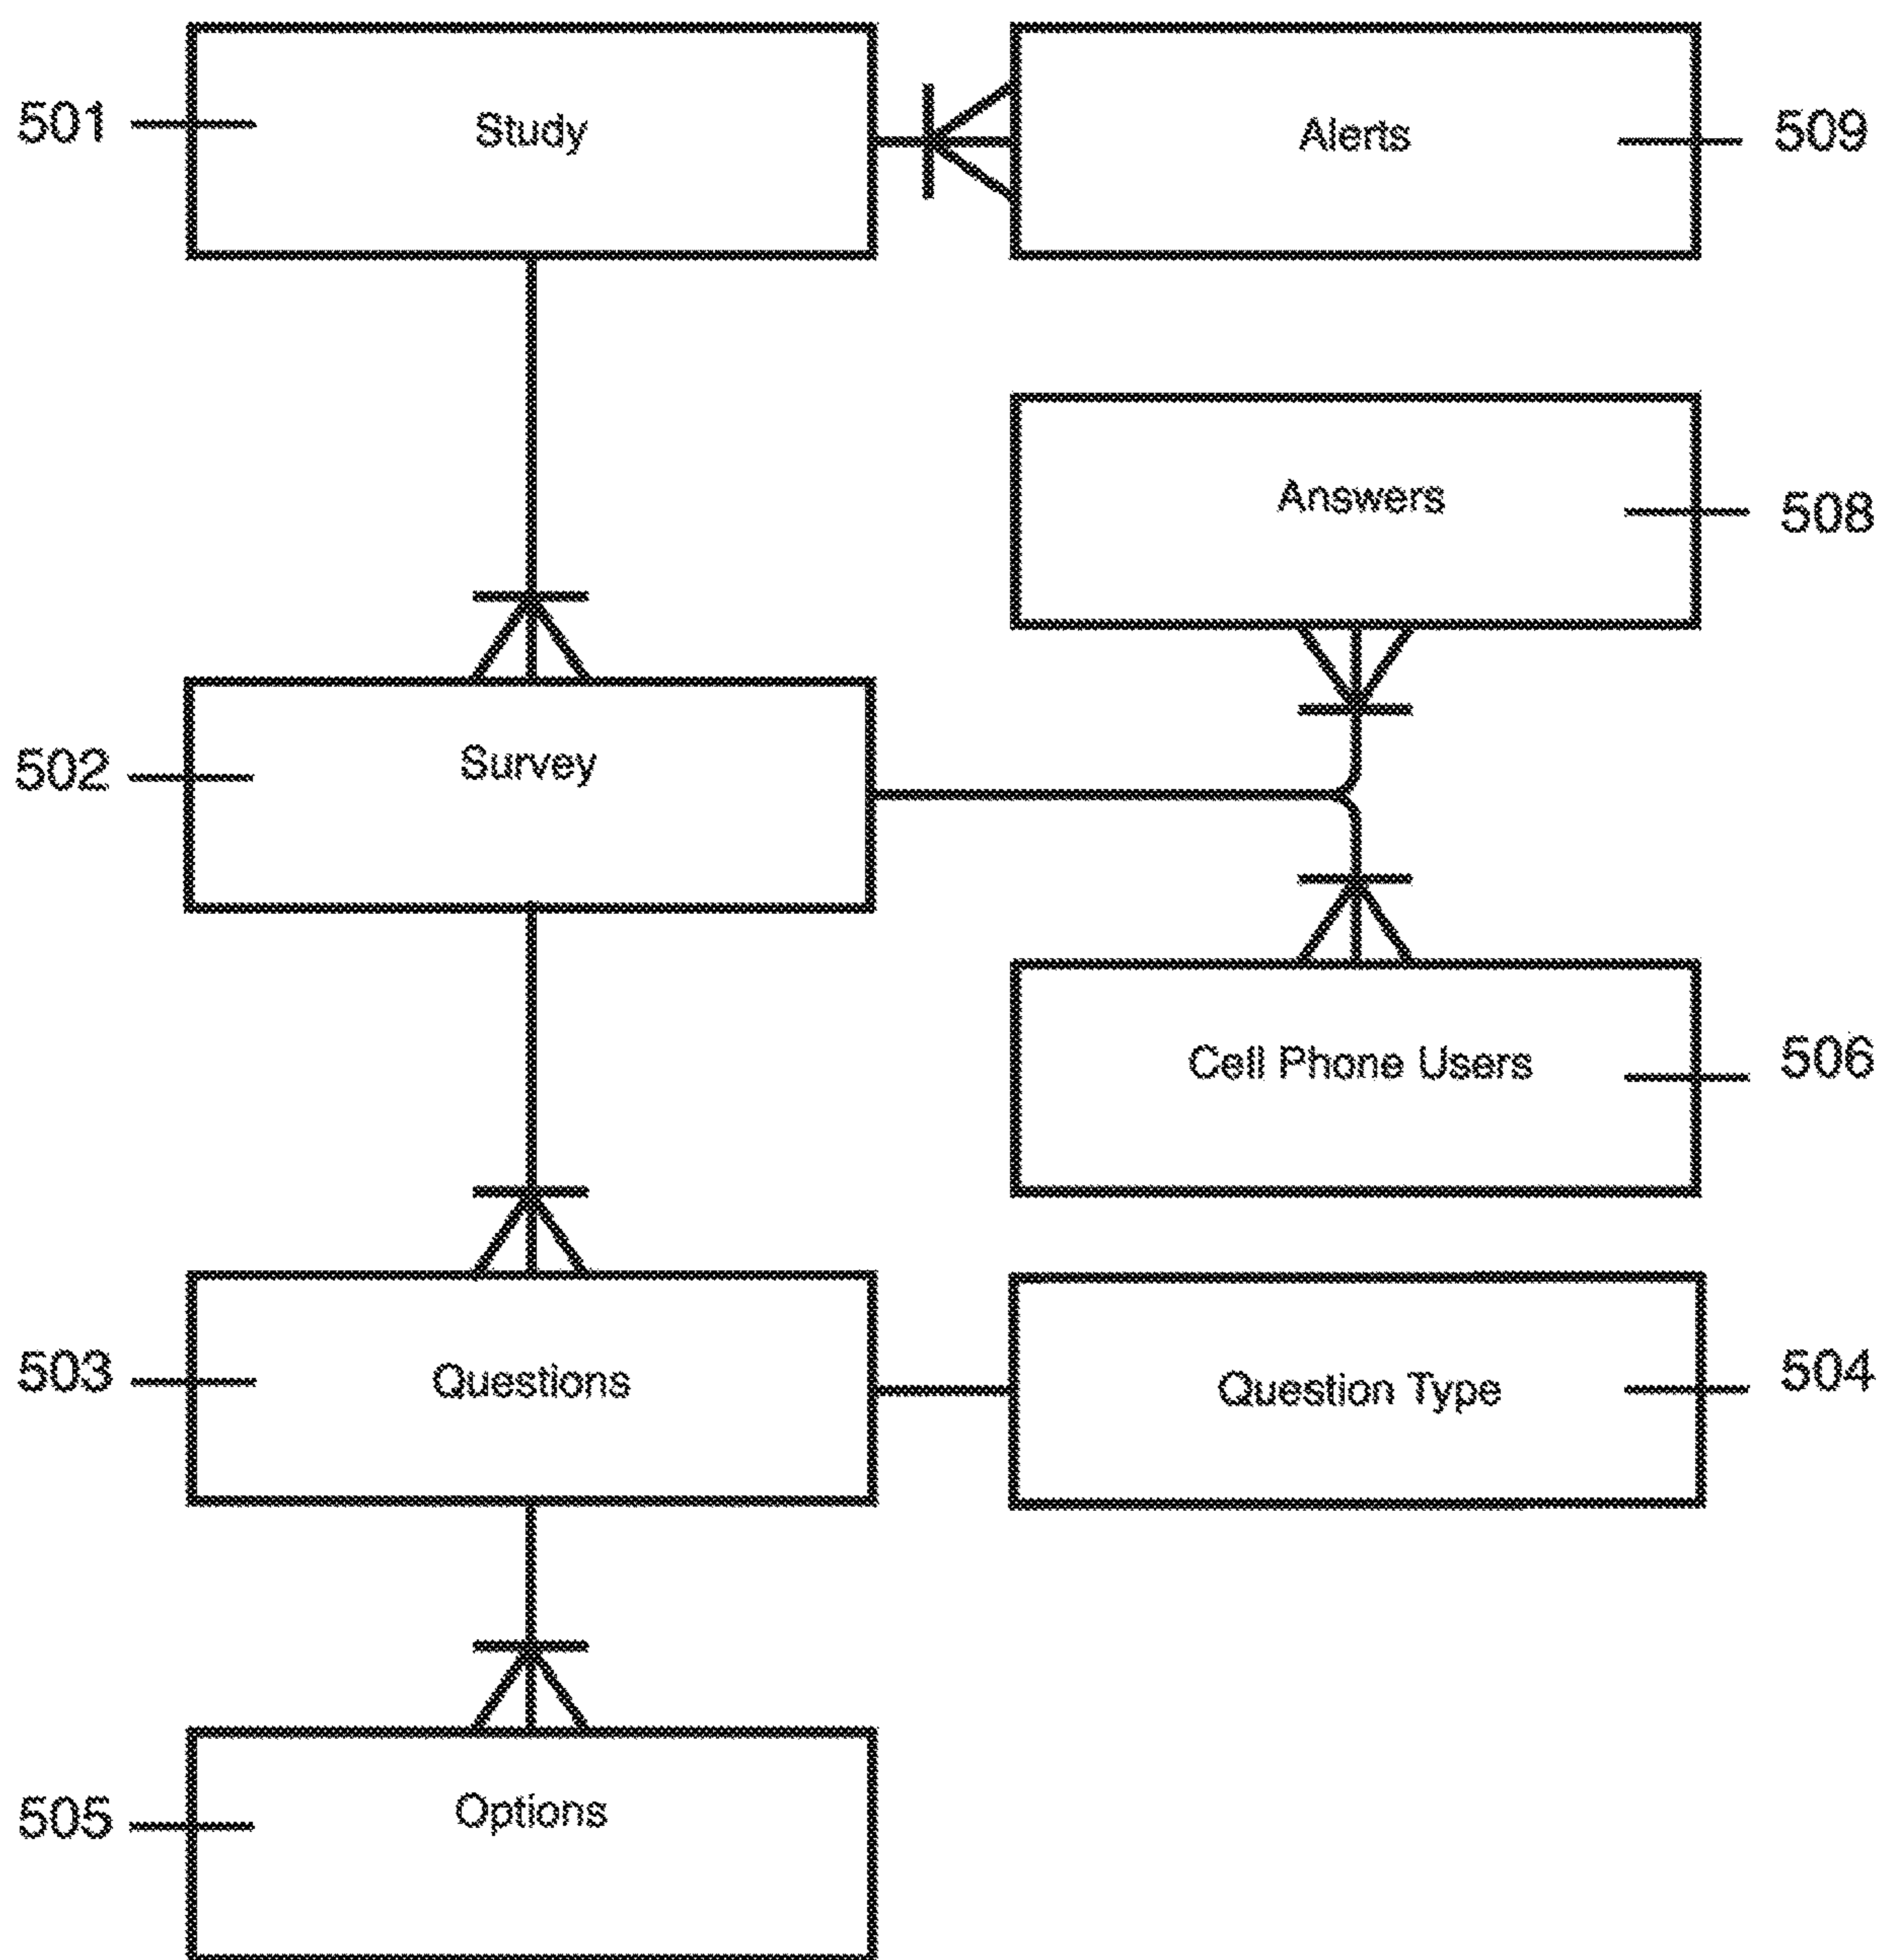 501
Study
Alerts
509
Answers
508
502
Survey
Cell Phone Users
506
503
Questions
Question Type
504
505
Options